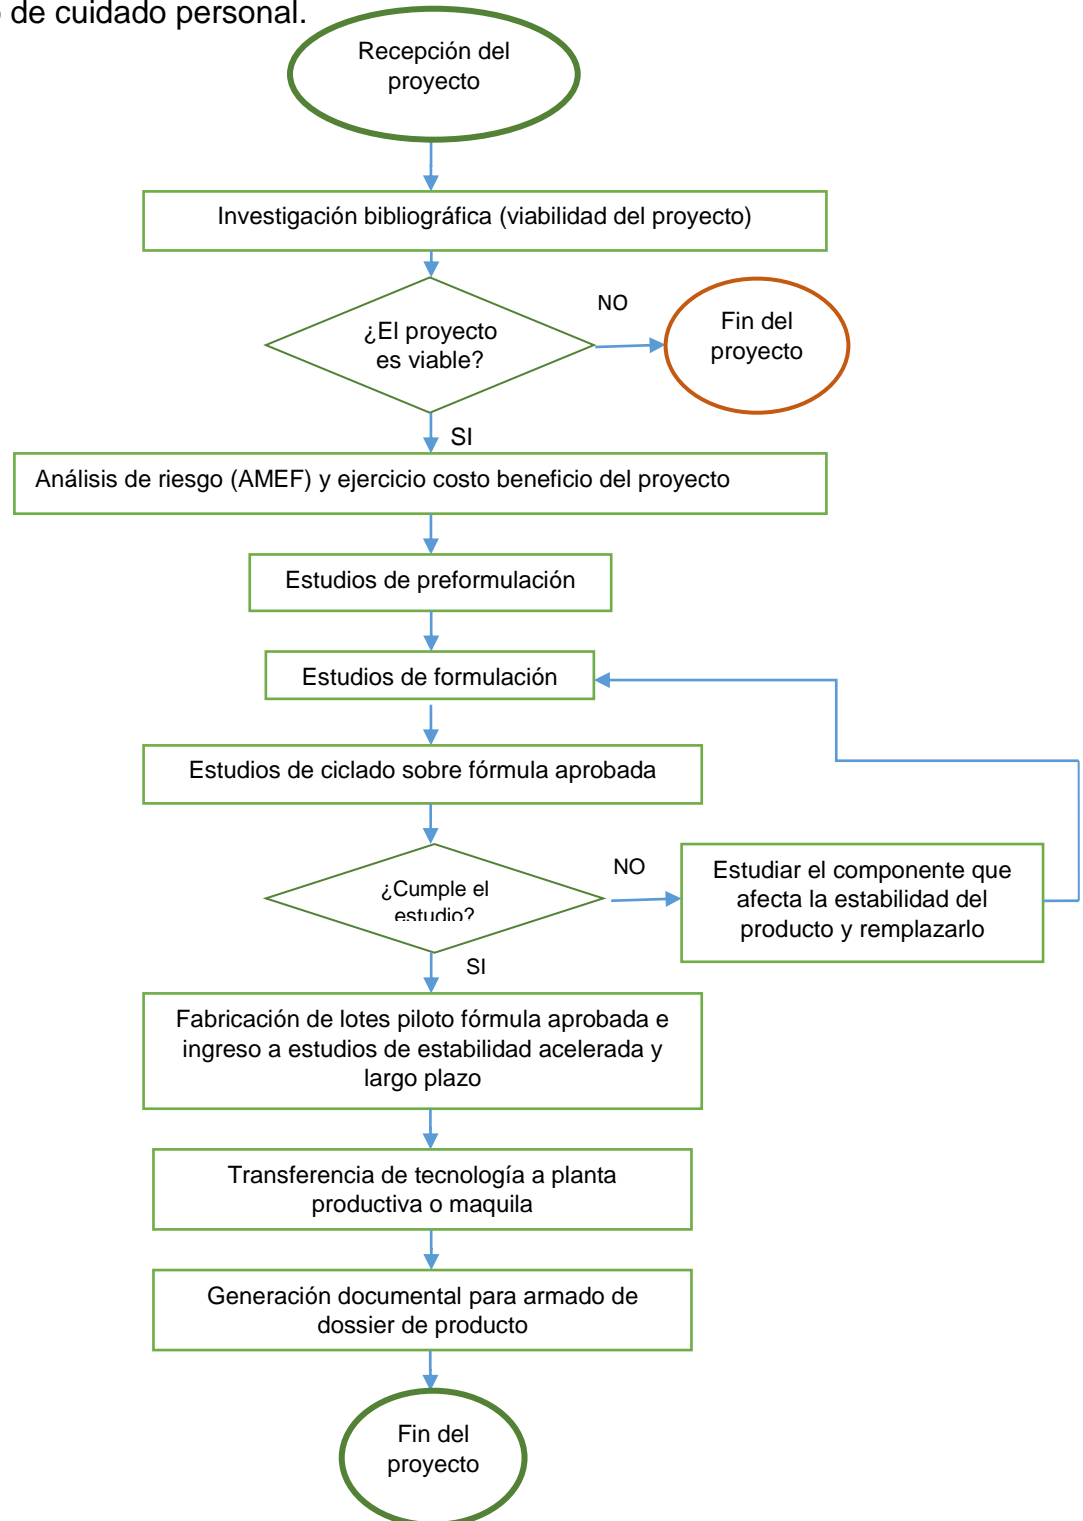 de cuidado personal.
Recepción del
proyecto
Investigación bibliográfica (viabilidad del proyecto)
¿El proyecto
es viable?
NO
Fin del
proyecto
SI
Análisis de riesgo (AMEF) y ejercicio costo beneficio del proyecto
Estudios de preformulación
Estudios de formulación
Estudios de ciclado sobre fórmula aprobada
¿Cumple el
estudio?
NO
Estudiar el componente que
afecta la estabilidad del
producto y remplazarlo
SI
Fabricación de lotes piloto fórmula aprobada e
ingreso a estudios de estabilidad acelerada y
largo plazo
Transferencia de tecnología a planta
productiva o maquila
Generación documental para armado de
dossier de producto
Fin del
proyecto